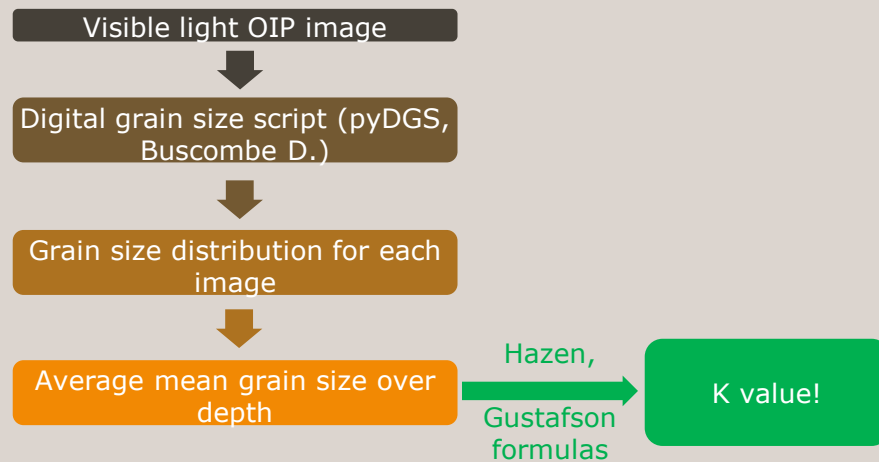 Visible light OIP image
Digital grain size script (pyDGS,
Buscombe D.)
Grain size distribution for each
image
Average mean grain size over
depth
Hazen,
Gustafson
formulas
K value!